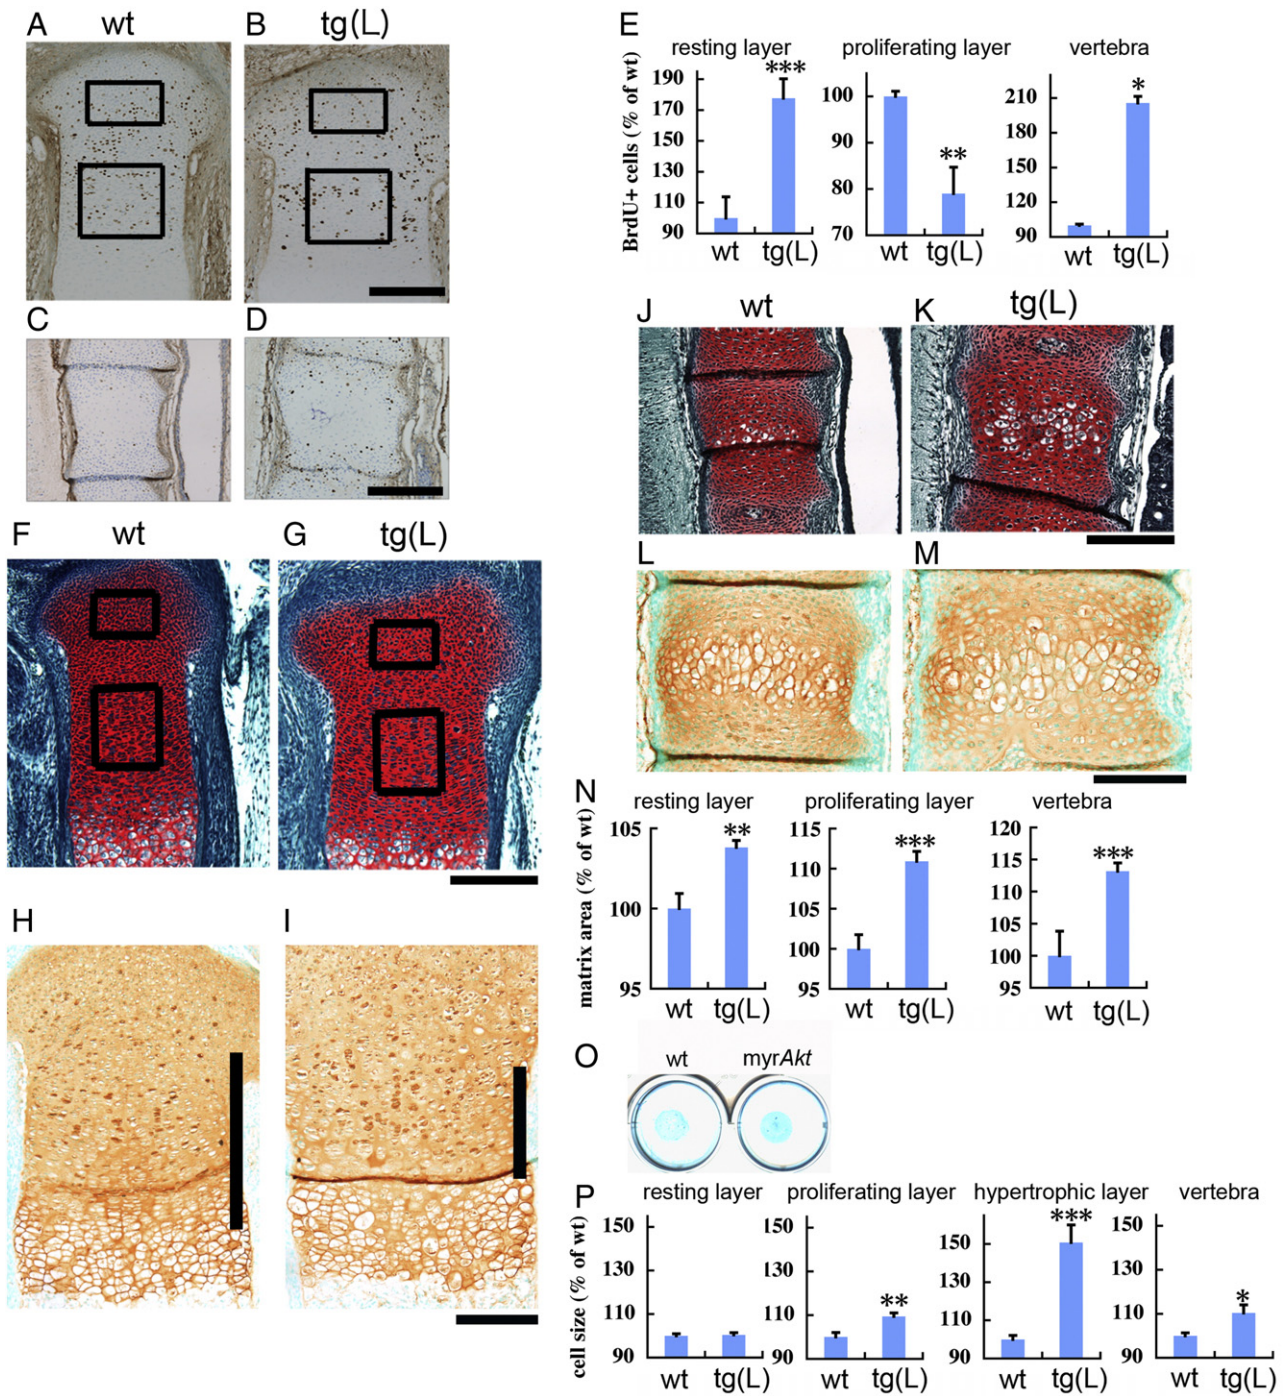 A wt B tg(L)
C D
F wt G tg(L)
H I
E
resting layer proliferating layer vertebra
BrdU+ cells (% of wt)
190 170 150 130 110 90
***
wt tg(L)
100 90 80 70
**
wt tg(L)
210 180 150 120 90
*
wt tg(L)
J wt K tg(L)
L M
N
resting layer proliferating layer vertebra
matrix area (% of wt)
105 100 95
**
wt tg(L)
115 110 105 100 95
***
wt tg(L)
120 115 110 105 100 95
***
wt tg(L)
O wt myrAkt
P
resting layer proliferating layer hypertrophic layer vertebra
cell size (% of wt)
150 130 110 90
wt tg(L)
150 130 110 90
**
wt tg(L)
150 130 110 90
***
wt tg(L)
150 130 110 90
*
wt tg(L)